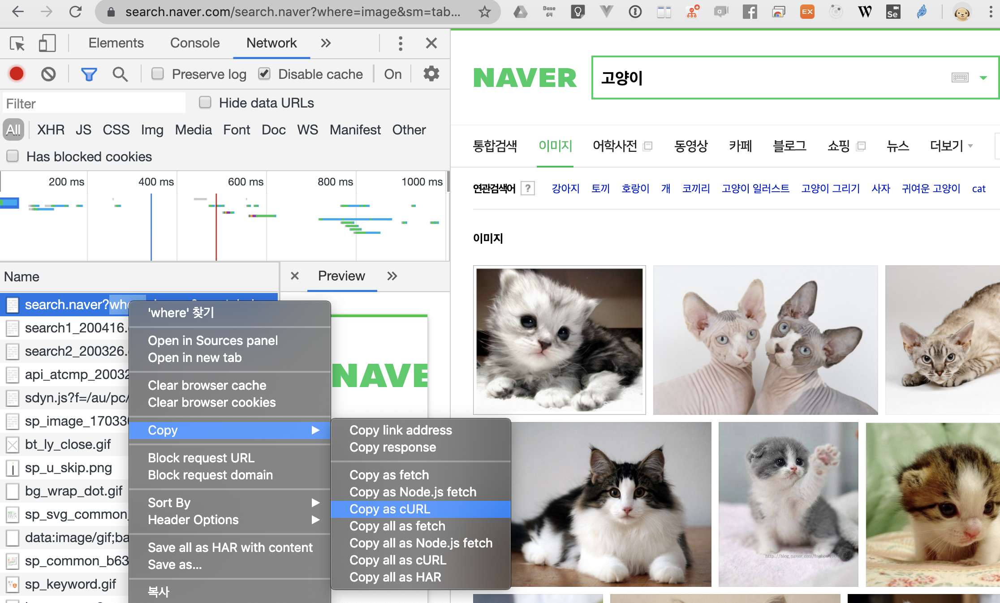 search.naver.com/search.naver?where=image&sm=tab...
Base
64
EX
W
Se
Elements Console Network
Preserve log Disable cache On
Filter Hide data URLs
All XHR JS CSS Img Media Font Doc WS Manifest Other
Has blocked cookies
200 ms 400 ms 600 ms 800 ms 1000 ms
Name
Preview
search.naver?whe
search1_200416.
search2_200326.
api_atcmp_20032
sdyn.js?f=/au/pc/
sp_image_17033
bt_ly_close.gif
sp_u_skip.png
bg_wrap_dot.gif
sp_svg_common_
data:image/gif;ba
sp_common_b63
sp_keyword.gif
'where' 찾기
Open in Sources panel
Open in new tab
Clear browser cache
Clear browser cookies
Copy
Block request URL
Block request domain
Sort By
Header Options
Save all as HAR with content
Save as...
복사
Copy link address
Copy response
Copy as fetch
Copy as Node.js fetch
Copy as cURL
Copy all as fetch
Copy all as Node.js fetch
Copy all as cURL
Copy all as HAR
NAVE
NAVER 고양이
통합검색 이미지 어학사전 동영상 카페 블로그 쇼핑 뉴스 더보기
연관검색어 ? 강아지 토끼 호랑이 개 코끼리 고양이 일러스트 고양이 그리기 사자 귀여운 고양이 cat
이미지